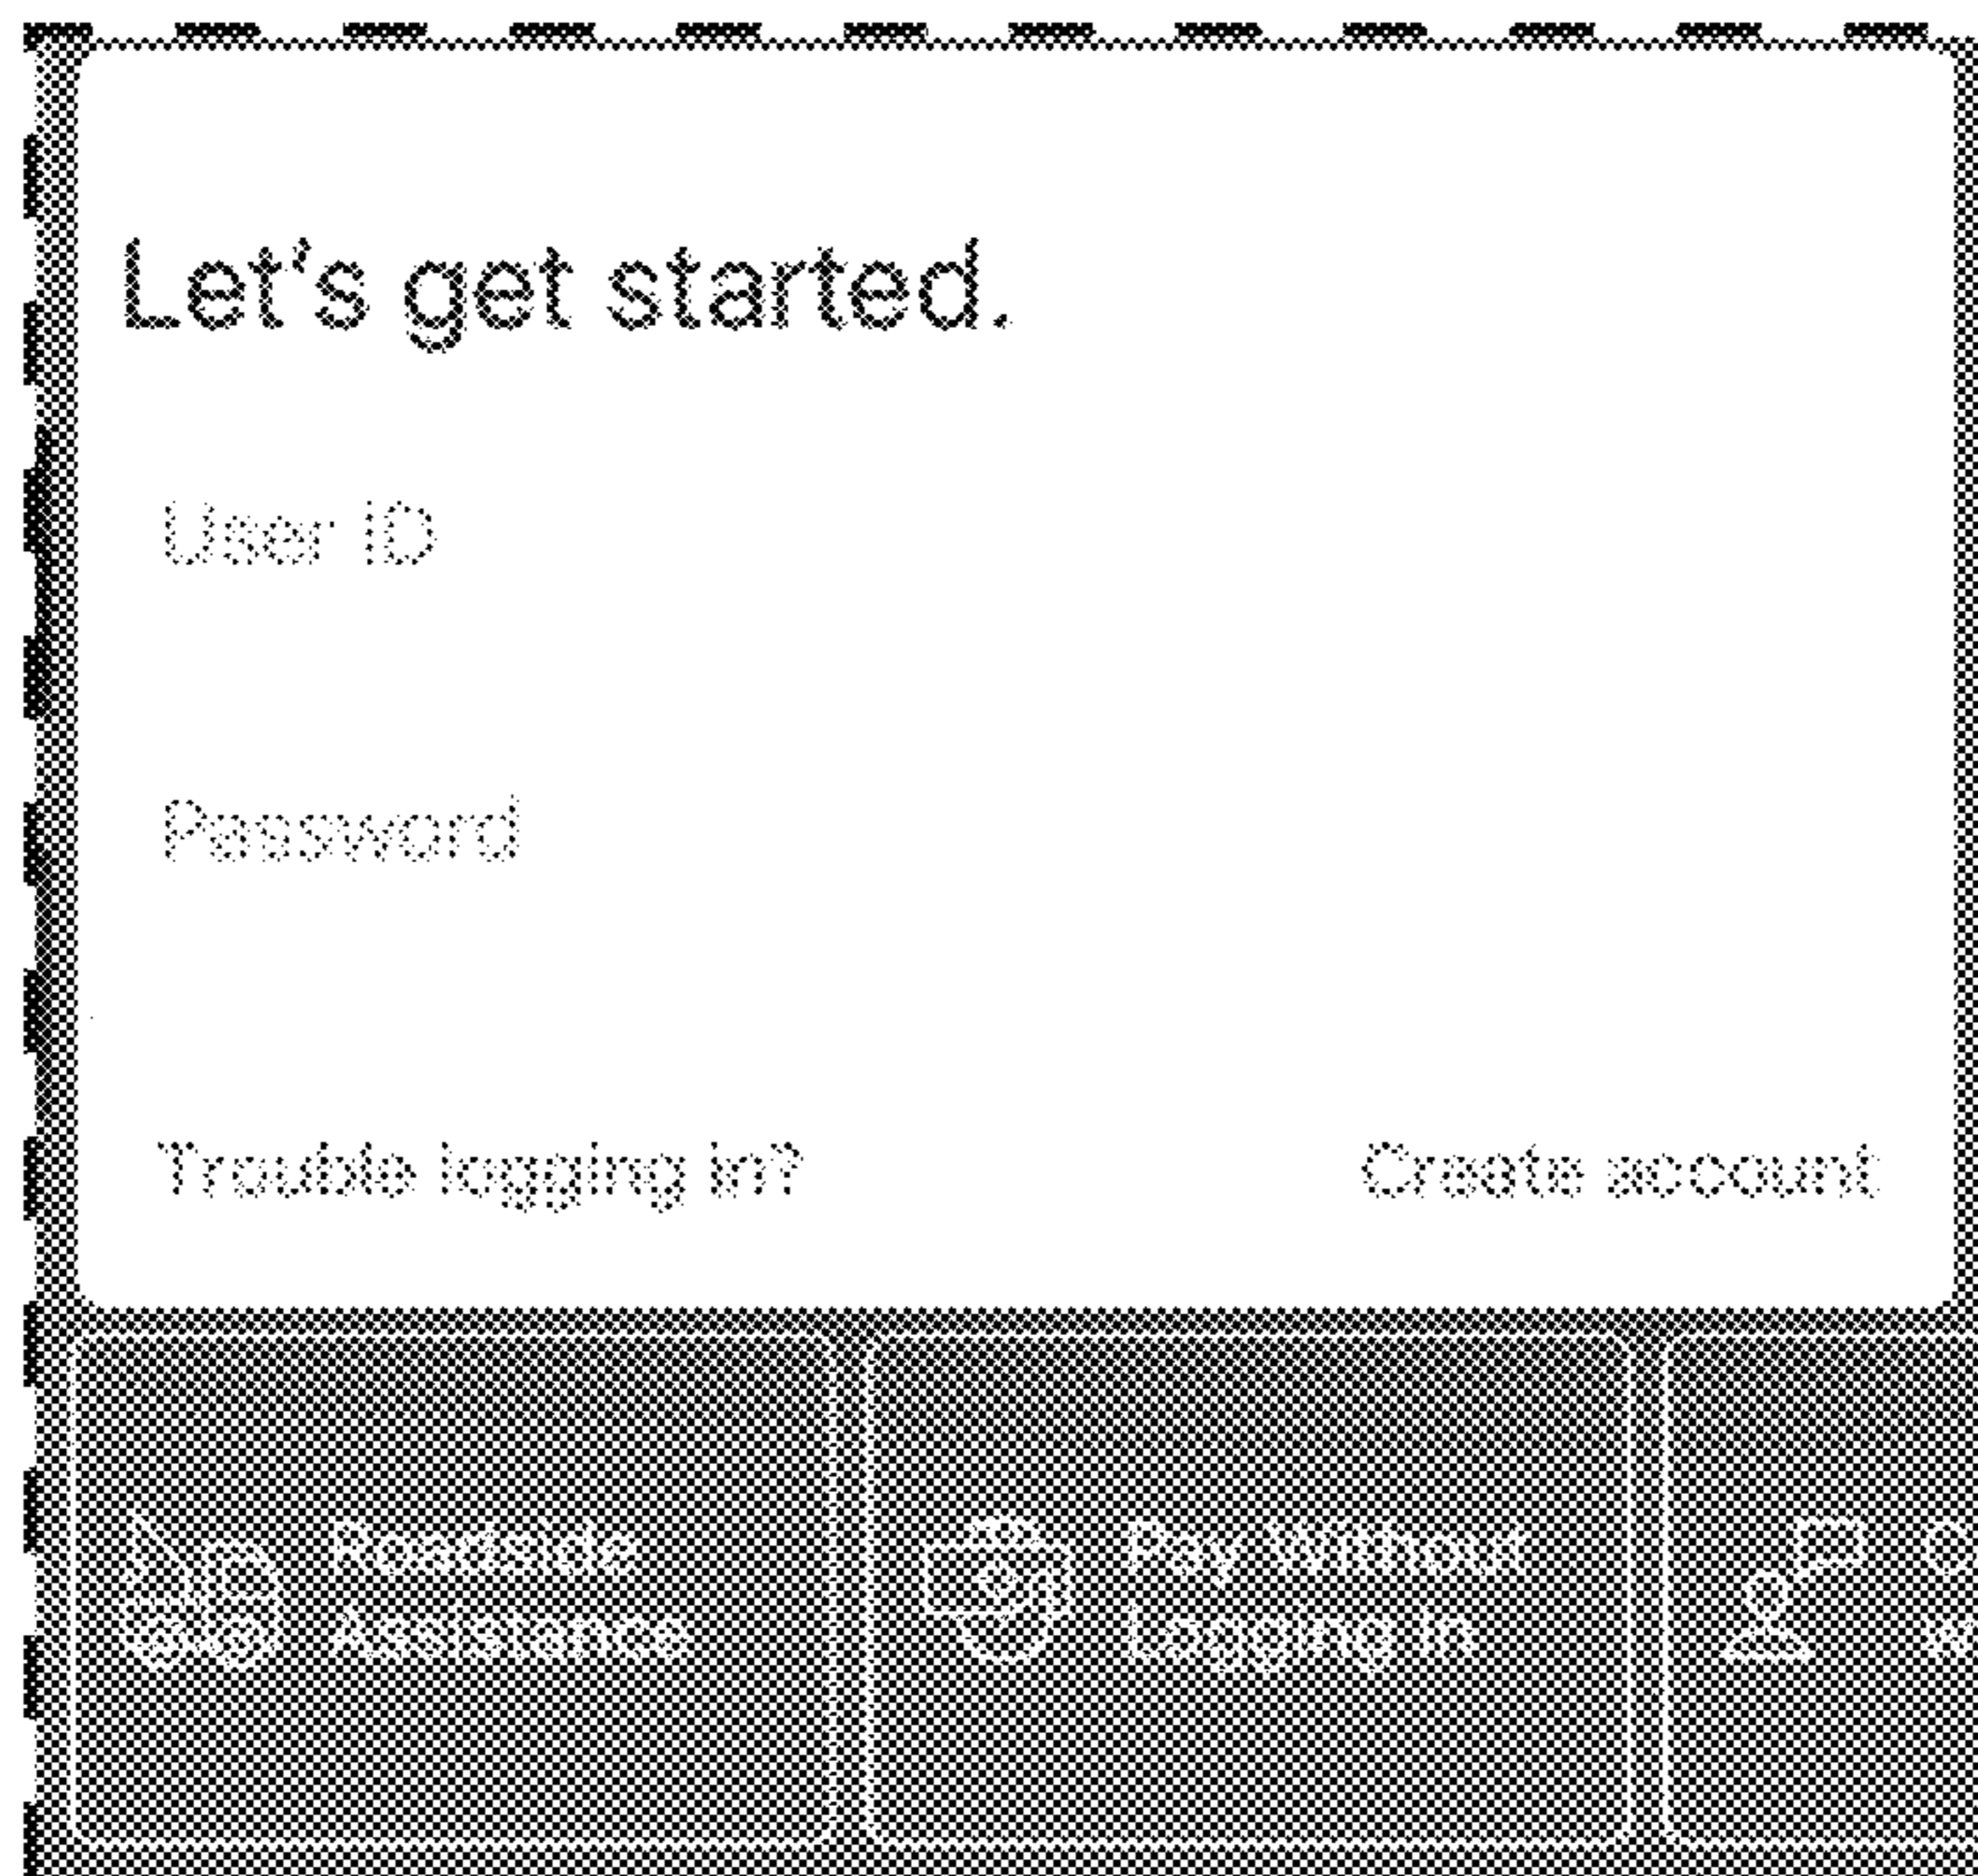 Let's get started.
User ID
Password
Trouble logging in?
Create account
Roadside
Assistance
Pay Without
Logging In